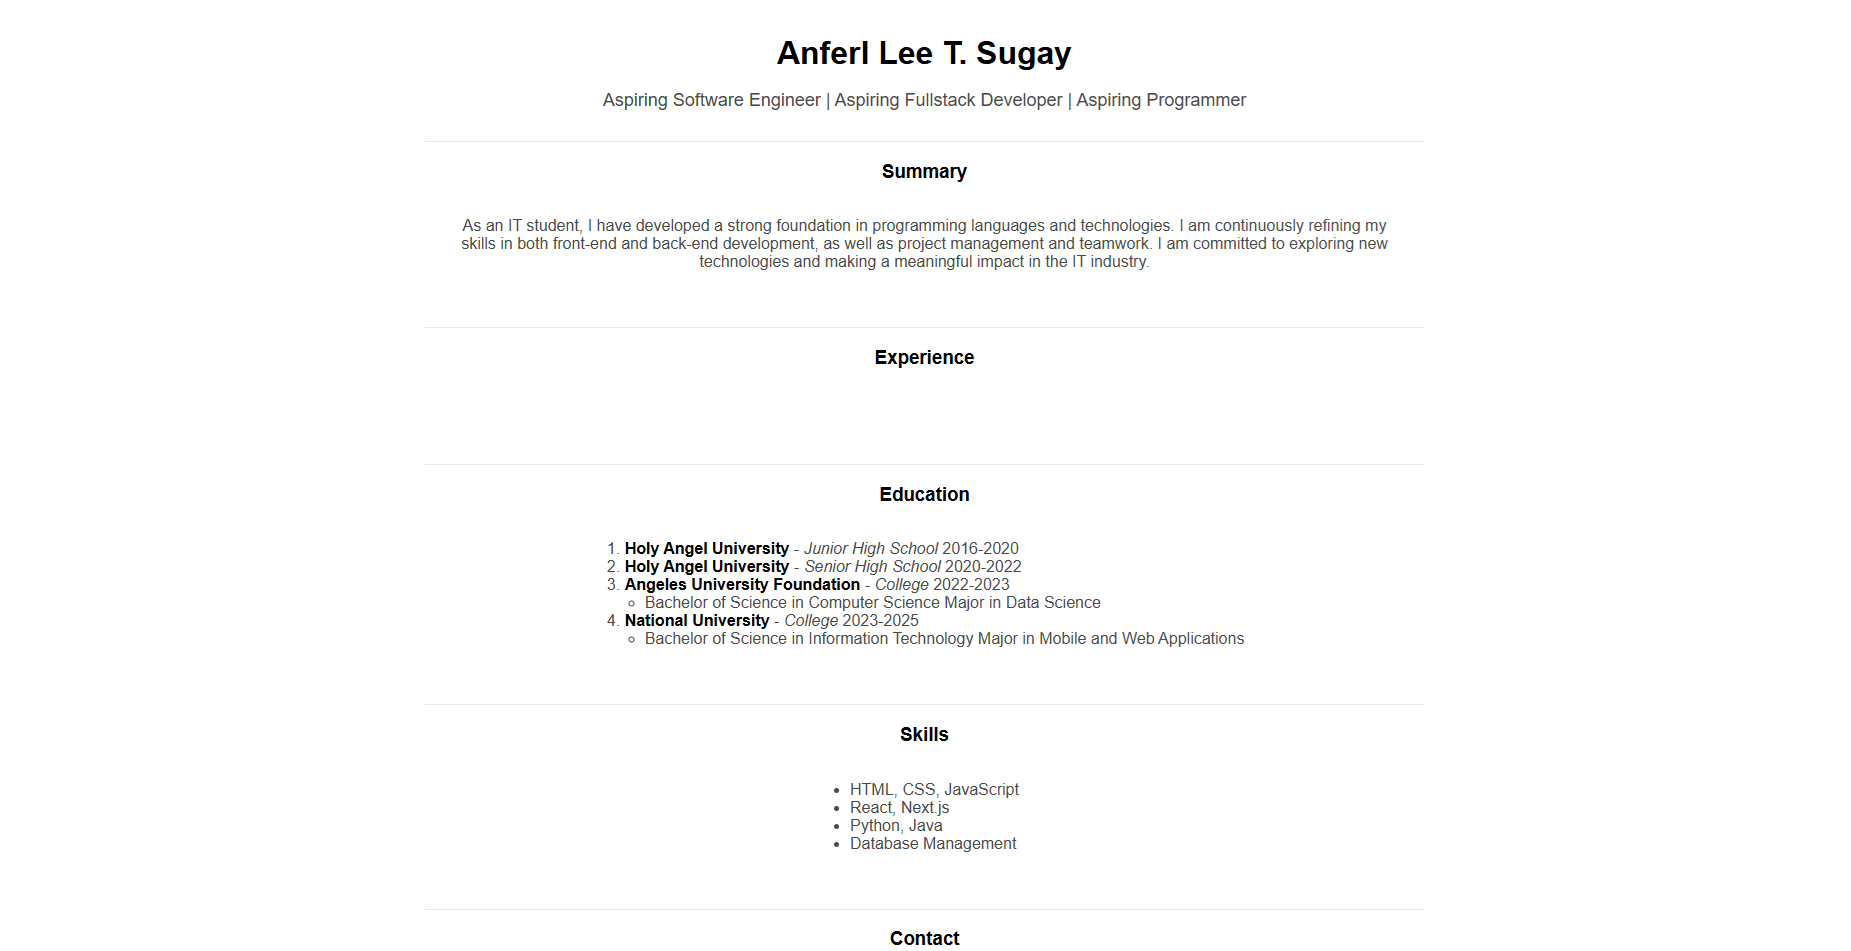 Anferl Lee T. Sugay
Aspiring Software Engineer | Aspiring Fullstack Developer | Aspiring Programmer
Summary
As an IT student, I have developed a strong foundation in programming languages and technologies. I am continuously refining my
skills in both front-end and back-end development, as well as project management and teamwork. I am committed to exploring new
technologies and making a meaningful impact in the IT industry.
Experience
Education
1. Holy Angel University - Junior High School 2016-2020
2. Holy Angel University - Senior High School 2020-2022
3. Angeles University Foundation - College 2022-2023
◦ Bachelor of Science in Computer Science Major in Data Science
4. National University - College 2023-2025
◦ Bachelor of Science in Information Technology Major in Mobile and Web Applications
Skills
• HTML, CSS, JavaScript
• React, Next.js
• Python, Java
• Database Management
Contact